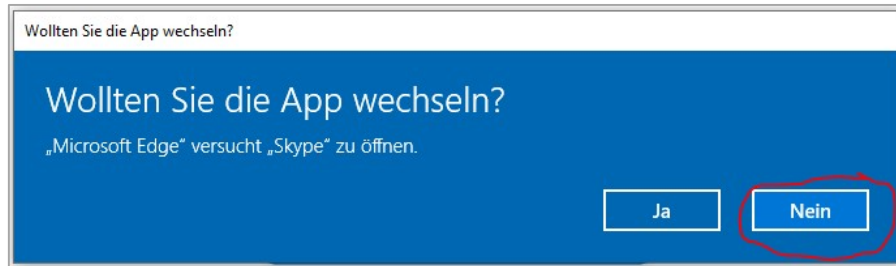 Wollten Sie die App wechseln?
Wollten Sie die App wechseln?
„Microsoft Edge“ versucht „Skype“ zu öffnen.
Ja
Nein